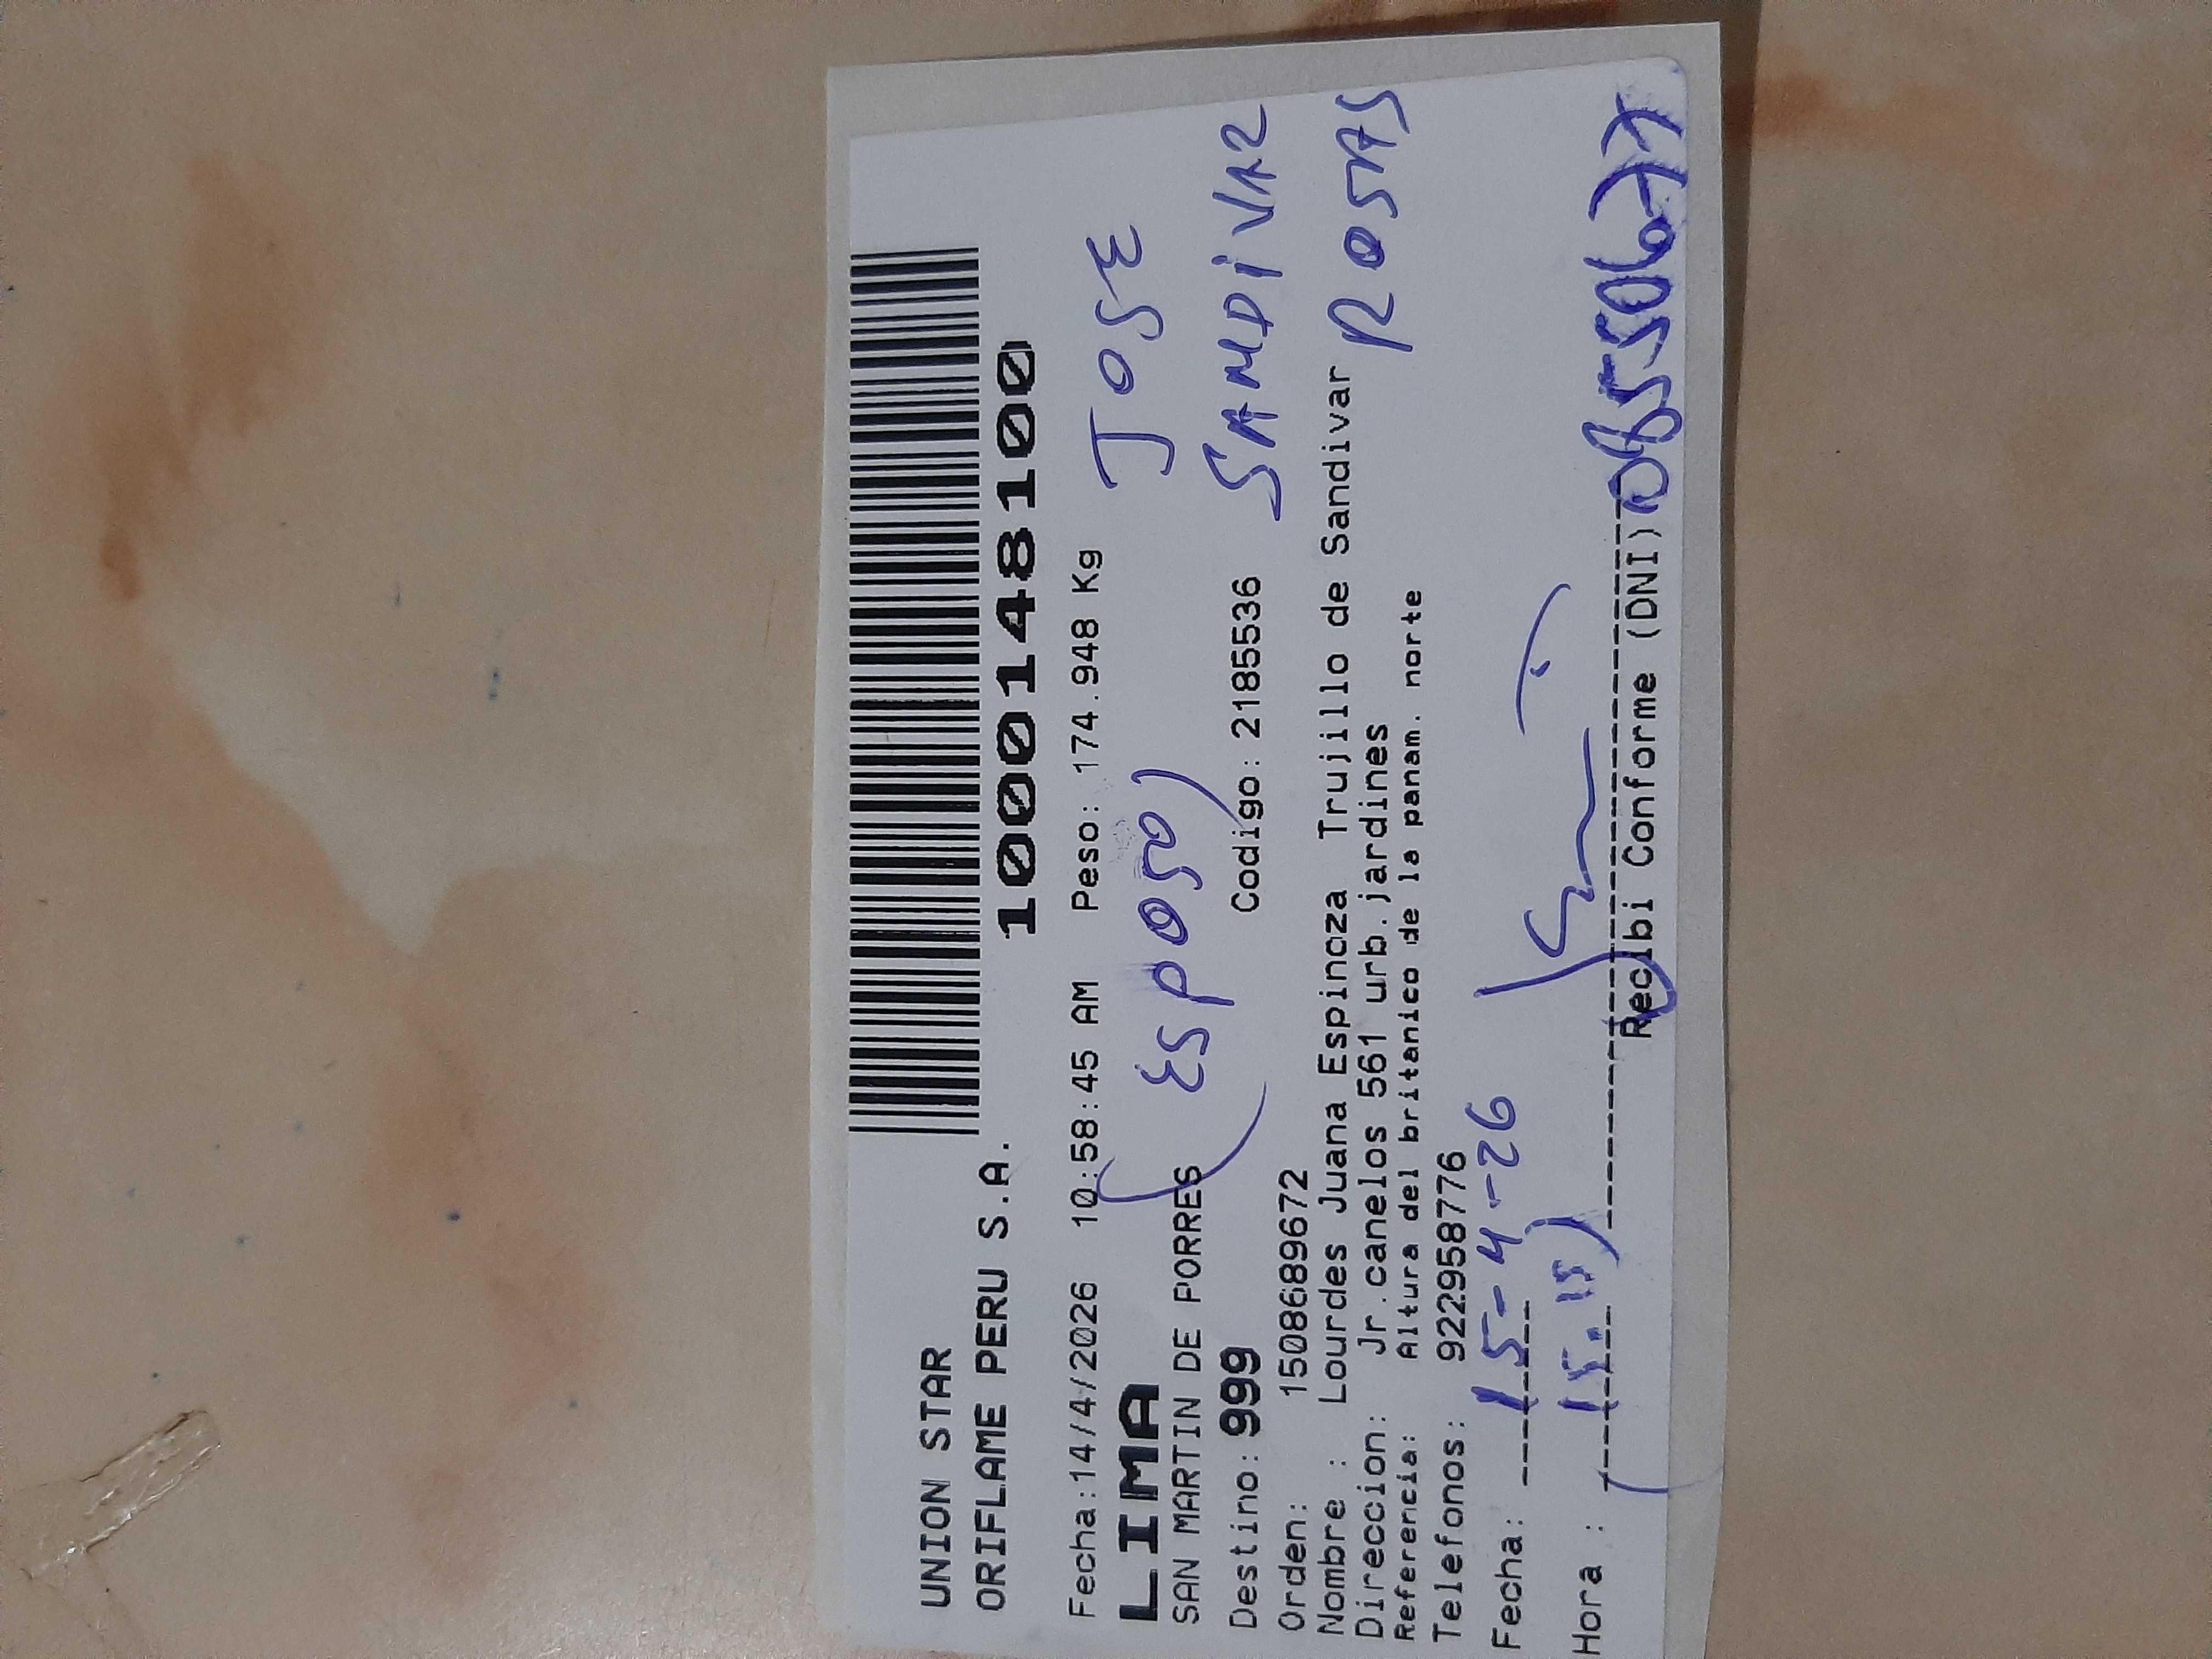 UNION STAR
ORIFLAME PERU S.A.
1000148100
Fecha:14/4/2026 10:58:45 AM Peso: 174.948 Kg
JOSE
LIMA
(ESPOSO)
SAN MARTIN DE PORRES
SANDIVAR
Destino: 999 Codigo: 2185536
Orden: 1508689672
Nombre : Lourdes Juana Espinoza Trujillo de Sandivar
ROSAS
Direccion: Jr.canelos 561 urb.jardines
Referencia: Altura del britanico de la panam. norte
Telefonos: 922958776
Fecha: 15-4-26
Hora : (15.15)
Recibi Conforme (DNI)